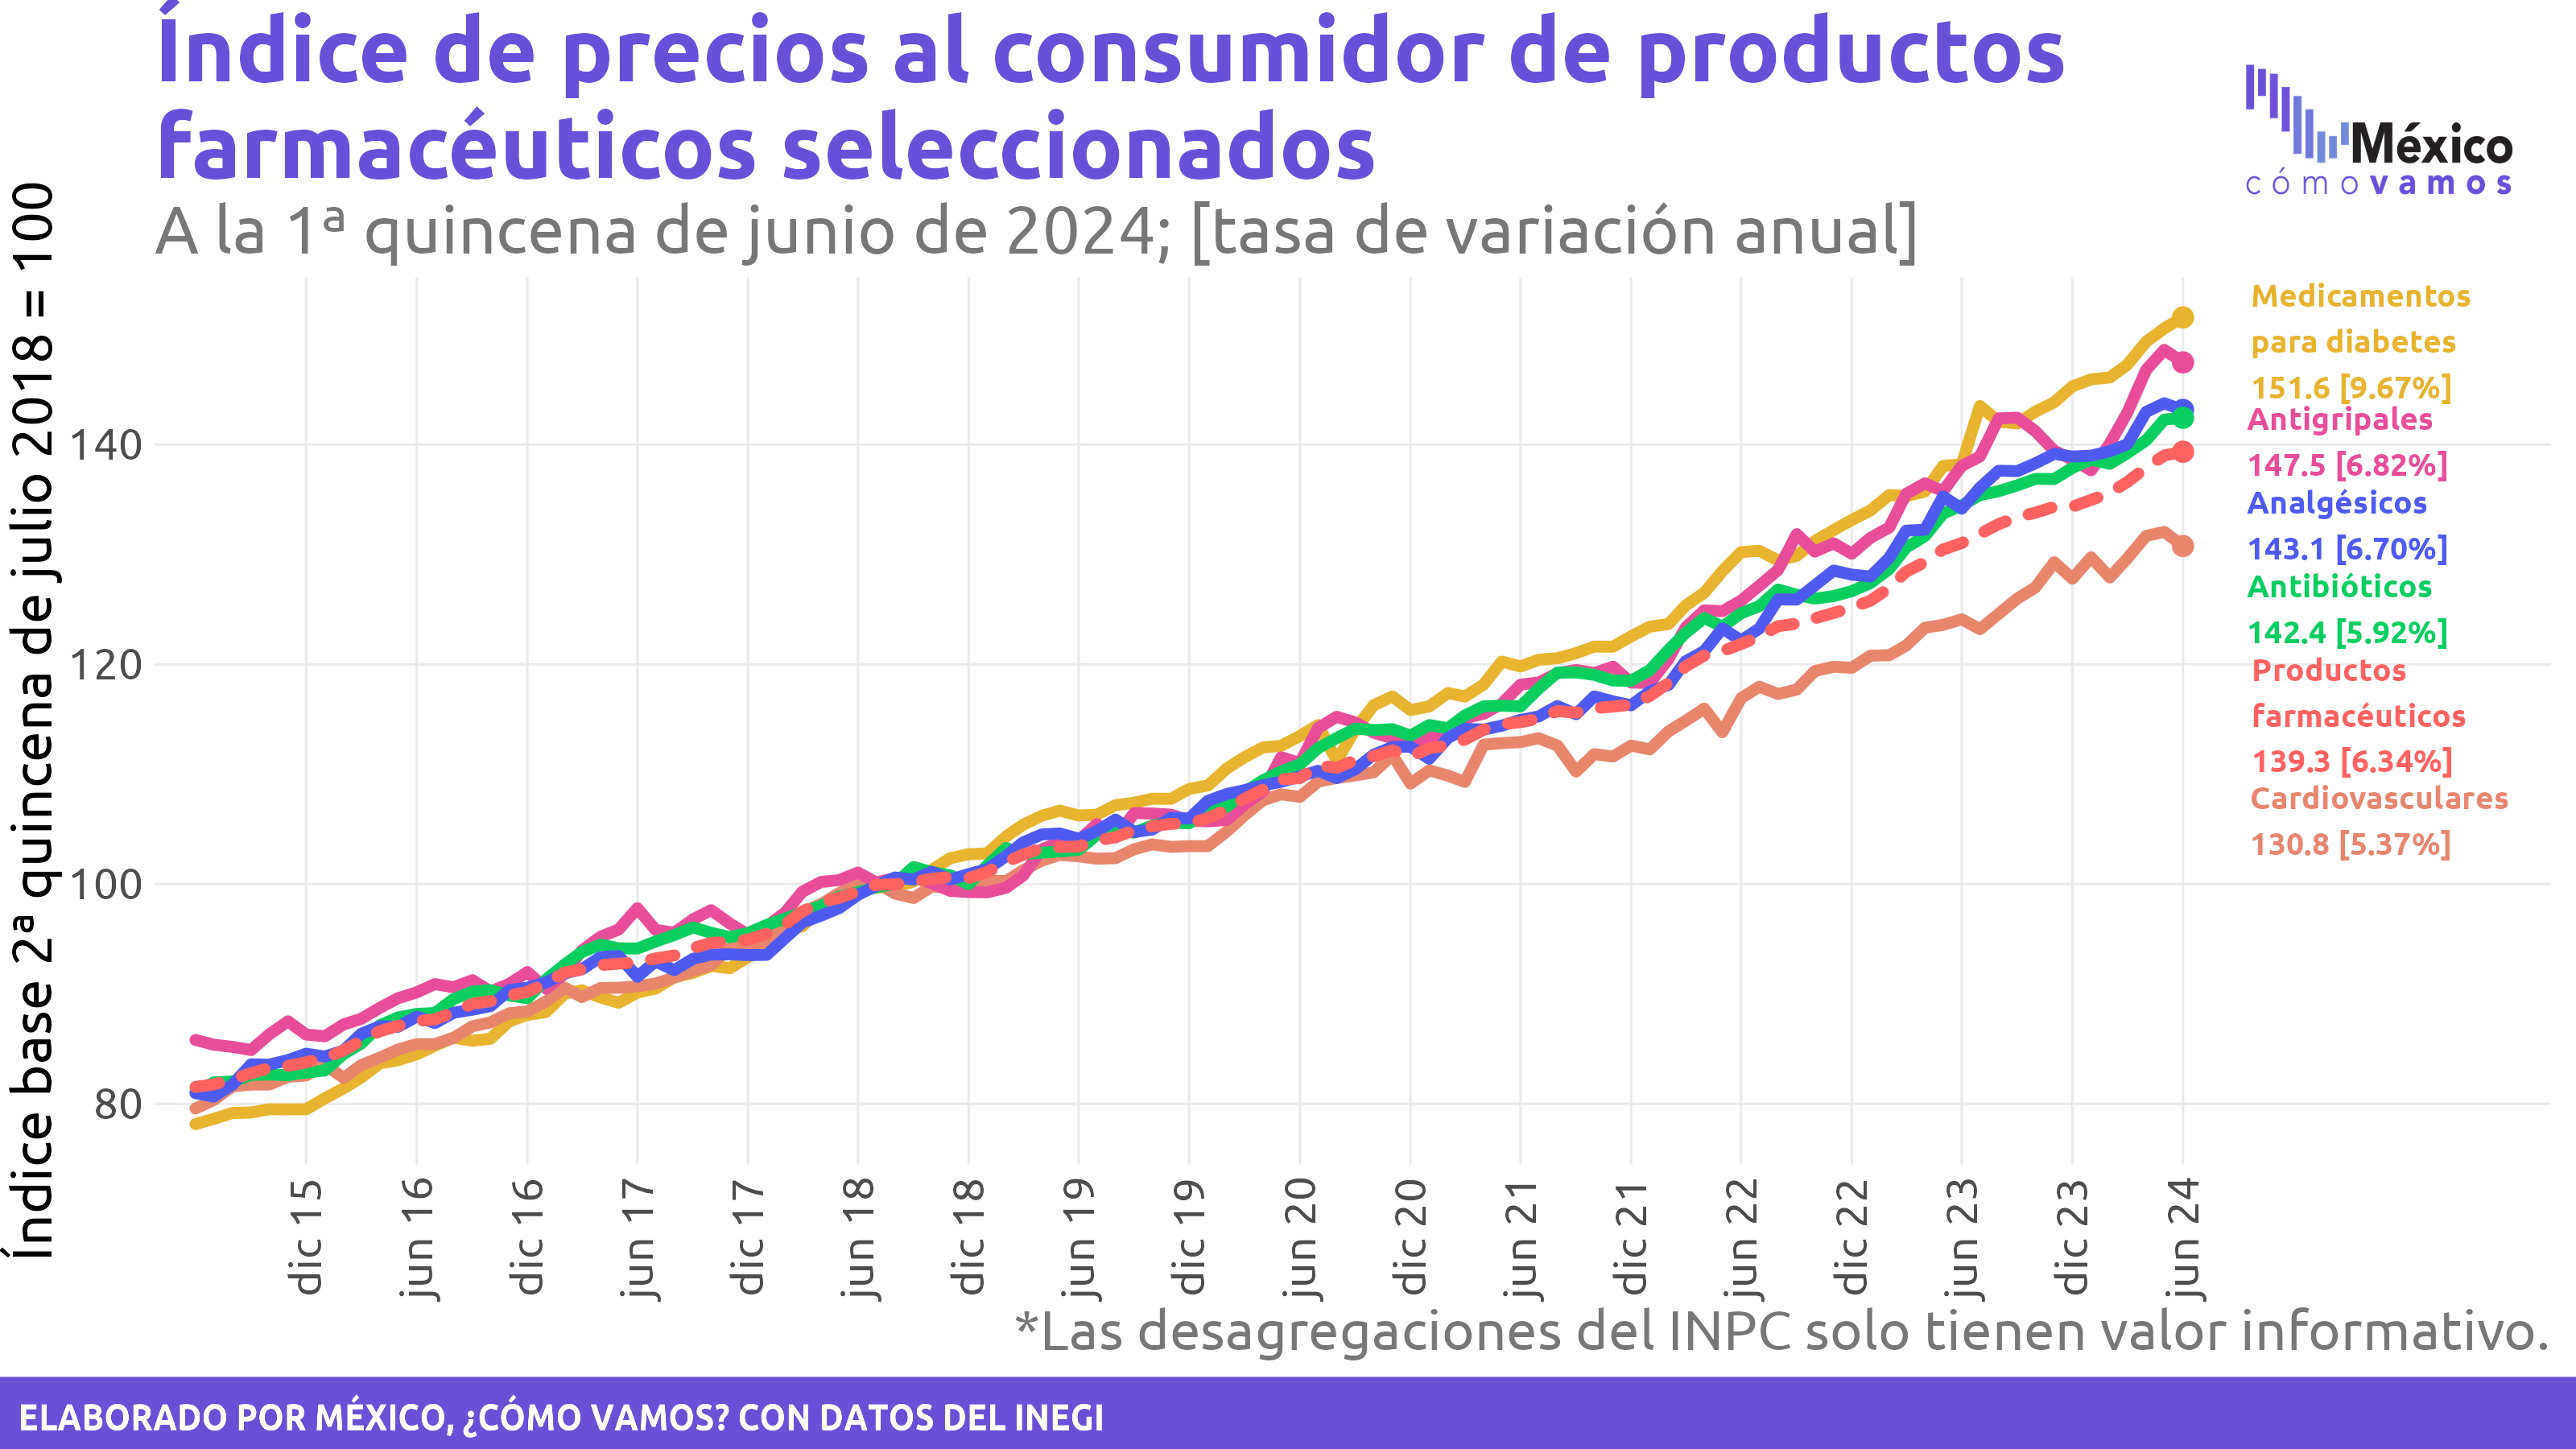 Índice de precios al consumidor de productos
farmacéuticos seleccionados
A la 1ª quincena de junio de 2024; [tasa de variación anual]
México
cómovamos
Índice base 2ª quincena de julio 2018 = 100
140
120
100
80
Medicamentos
para diabetes
151.6 [9.67%]
Antigripales
147.5 [6.82%]
Analgésicos
143.1 [6.70%]
Antibióticos
142.4 [5.92%]
Productos
farmacéuticos
139.3 [6.34%]
Cardiovasculares
130.8 [5.37%]
dic 15
jun 16
dic 16
jun 17
dic 17
jun 18
dic 18
jun 19
dic 19
jun 20
dic 20
jun 21
dic 21
jun 22
dic 22
jun 23
dic 23
jun 24
*Las desagregaciones del INPC solo tienen valor informativo.
ELABORADO POR MÉXICO, ¿CÓMO VAMOS? CON DATOS DEL INEGI